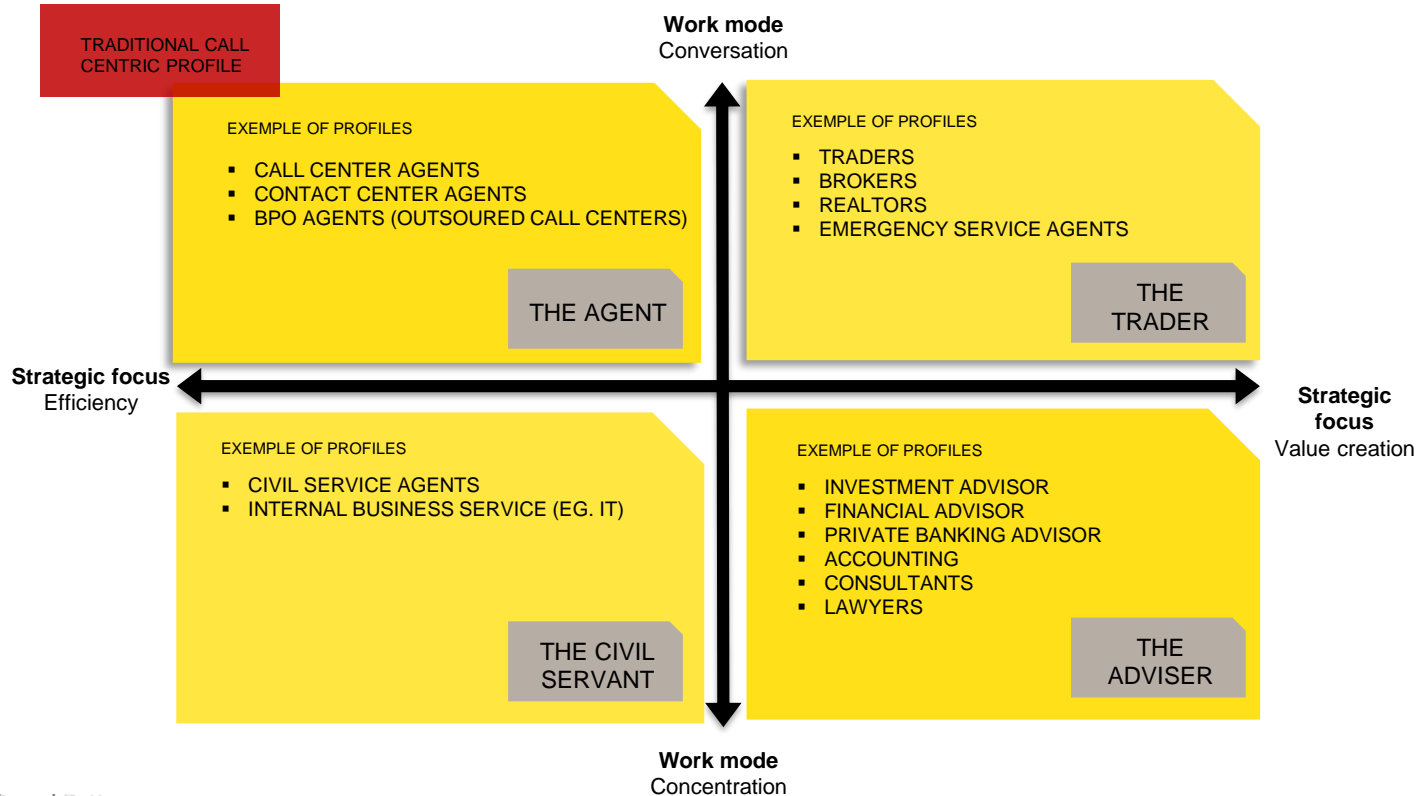 TRADITIONAL CALL
CENTRIC PROFILE
Work mode
Conversation
EXEMPLE OF PROFILES
▪ CALL CENTER AGENTS
▪ CONTACT CENTER AGENTS
▪ BPO AGENTS (OUTSOURED CALL CENTERS)
THE AGENT
EXEMPLE OF PROFILES
▪ TRADERS
▪ BROKERS
▪ REALTORS
▪ EMERGENCY SERVICE AGENTS
THE
TRADER
Strategic focus
Efficiency
Strategic
focus
Value creation
EXEMPLE OF PROFILES
▪ CIVIL SERVICE AGENTS
▪ INTERNAL BUSINESS SERVICE (EG. IT)
THE CIVIL
SERVANT
EXEMPLE OF PROFILES
▪ INVESTMENT ADVISOR
▪ FINANCIAL ADVISOR
▪ PRIVATE BANKING ADVISOR
▪ ACCOUNTING
▪ CONSULTANTS
▪ LAWYERS
THE
ADVISER
Work mode
Concentration